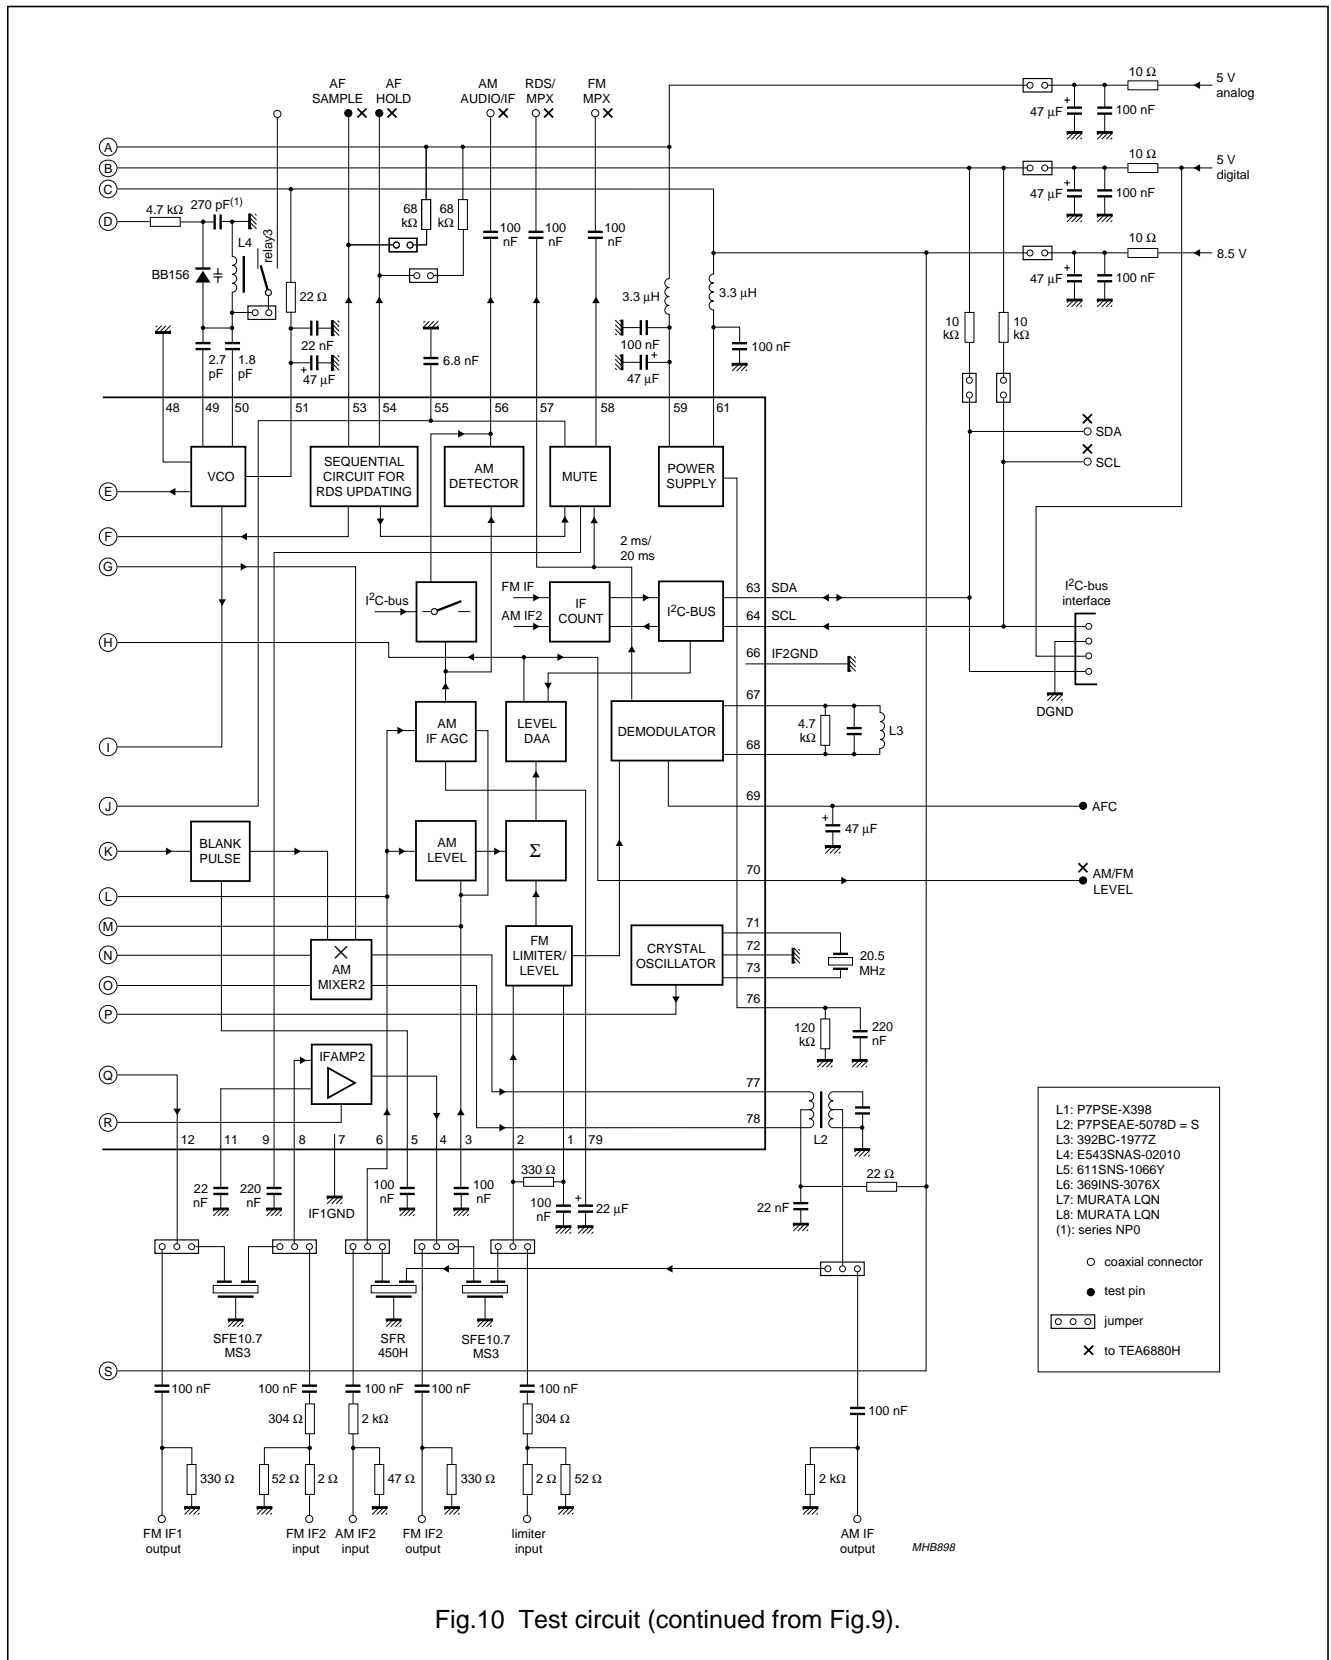 AF
SAMPLE
AF
HOLD
AM
AUDIO/IF
RDS/
MPX
FM
MPX
10 Ω
5 V
analog
47 μF
100 nF
A
B
C
D
10 Ω
5 V
digital
47 μF
100 nF
4.7 kΩ
270 pF(1)
L4
relay3
BB156
68
kΩ
68
kΩ
100
nF
100
nF
100
nF
10 Ω
8.5 V
47 μF
100 nF
22 Ω
3.3 μH
3.3 μH
22 nF
47 μF
2.7
pF
1.8
pF
6.8 nF
100 nF
47 μF
100 nF
10
kΩ
10
kΩ
48
49
50
51
53
54
55
56
57
58
59
61
SDA
SCL
VCO
SEQUENTIAL
CIRCUIT FOR
RDS UPDATING
AM
DETECTOR
MUTE
POWER
SUPPLY
E
F
G
H
I
J
K
L
M
N
O
P
Q
R
2 ms/
20 ms
I2C-bus
FM IF
AM IF2
IF
COUNT
I2C-BUS
63
SDA
64
SCL
66
IF2GND
I2C-bus
interface
DGND
AM
IF AGC
LEVEL
DAA
DEMODULATOR
67
68
4.7
kΩ
L3
69
AFC
47 μF
BLANK
PULSE
AM
LEVEL
Σ
70
AM/FM
LEVEL
AM
MIXER2
FM
LIMITER/
LEVEL
CRYSTAL
OSCILLATOR
71
72
73
20.5
MHz
76
120
kΩ
220
nF
IFAMP2
77
78
L2
12
11
9
8
7
6
5
4
3
2
1
79
22
nF
220
nF
IF1GND
100
nF
100
nF
330 Ω
100
nF
22 μF
22 nF
22 Ω
L1: P7PSE-X398
L2: P7PSEAE-5078D = S
L3: 392BC-1977Z
L4: E543SNAS-02010
L5: 611SNS-1066Y
L6: 369INS-3076X
L7: MURATA LQN
L8: MURATA LQN
(1): series NP0
coaxial connector
test pin
jumper
to TEA6880H
SFE10.7
MS3
SFR
450H
SFE10.7
MS3
S
100 nF
100 nF
100 nF
100 nF
100 nF
100 nF
304 Ω
2 kΩ
304 Ω
330 Ω
52 Ω
2 Ω
47 Ω
330 Ω
2 Ω
52 Ω
2 kΩ
FM IF1
output
FM IF2
input
AM IF2
input
FM IF2
output
limiter
input
AM IF
output
MHB898
Fig.10 Test circuit (continued from Fig.9).